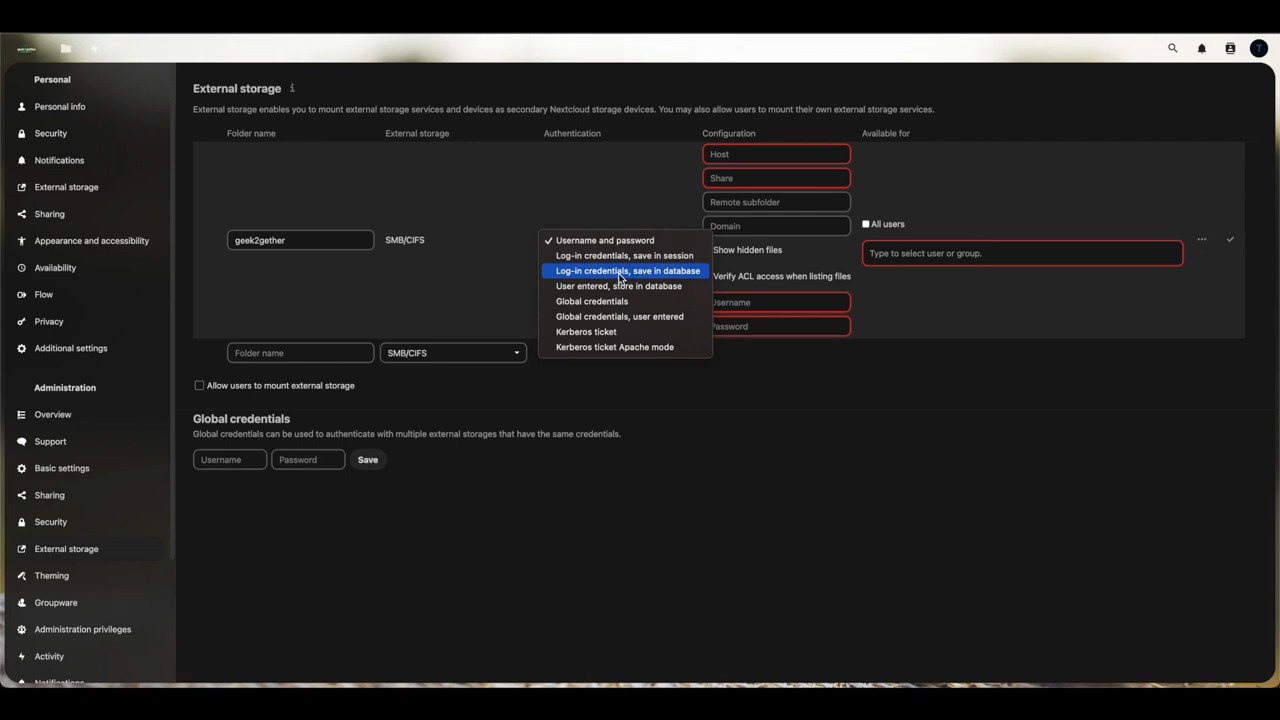 geek2gether
T
Personal
Personal info
Security
Notifications
External storage
Sharing
Appearance and accessibility
Availability
Flow
Privacy
Additional settings
Administration
Overview
Support
Basic settings
Sharing
Security
External storage
Theming
Groupware
Administration privileges
Activity
Notifications
External storage
External storage enables you to mount external storage services and devices as secondary Nextcloud storage devices. You may also allow users to mount their own external storage services.
Folder name External storage Authentication Configuration Available for
geek2gether
SMB/CIFS
Username and password
Log-in credentials, save in session
Log-in credentials, save in database
User entered, store in database
Global credentials
Global credentials, user entered
Kerberos ticket
Kerberos ticket Apache mode
Host
Share
Remote subfolder
Domain
Show hidden files
Verify ACL access when listing files
Username
Password
All users
Type to select user or group.
Folder name
SMB/CIFS
Allow users to mount external storage
Global credentials
Global credentials can be used to authenticate with multiple external storages that have the same credentials.
Username Password Save